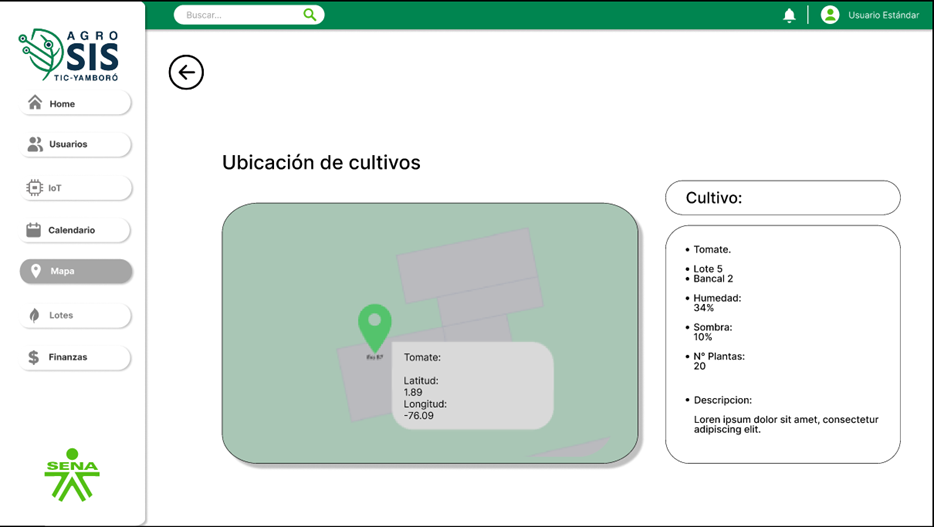 Buscar...
Usuario Estándar
AGRO
SIS
TIC-YAMBORÓ
Home
Usuarios
IoT
Calendario
Mapa
Lotes
Finanzas
SENA
Ubicación de cultivos
Tomate:
Latitud:
1.89
Longitud:
-76.09
Cultivo:
• Tomate.
• Lote 5
• Bancal 2
• Humedad:
34%
• Sombra:
10%
• N° Plantas:
20
• Descripcion:
Loren ipsum dolor sit amet, consectetur
adipiscing elit.